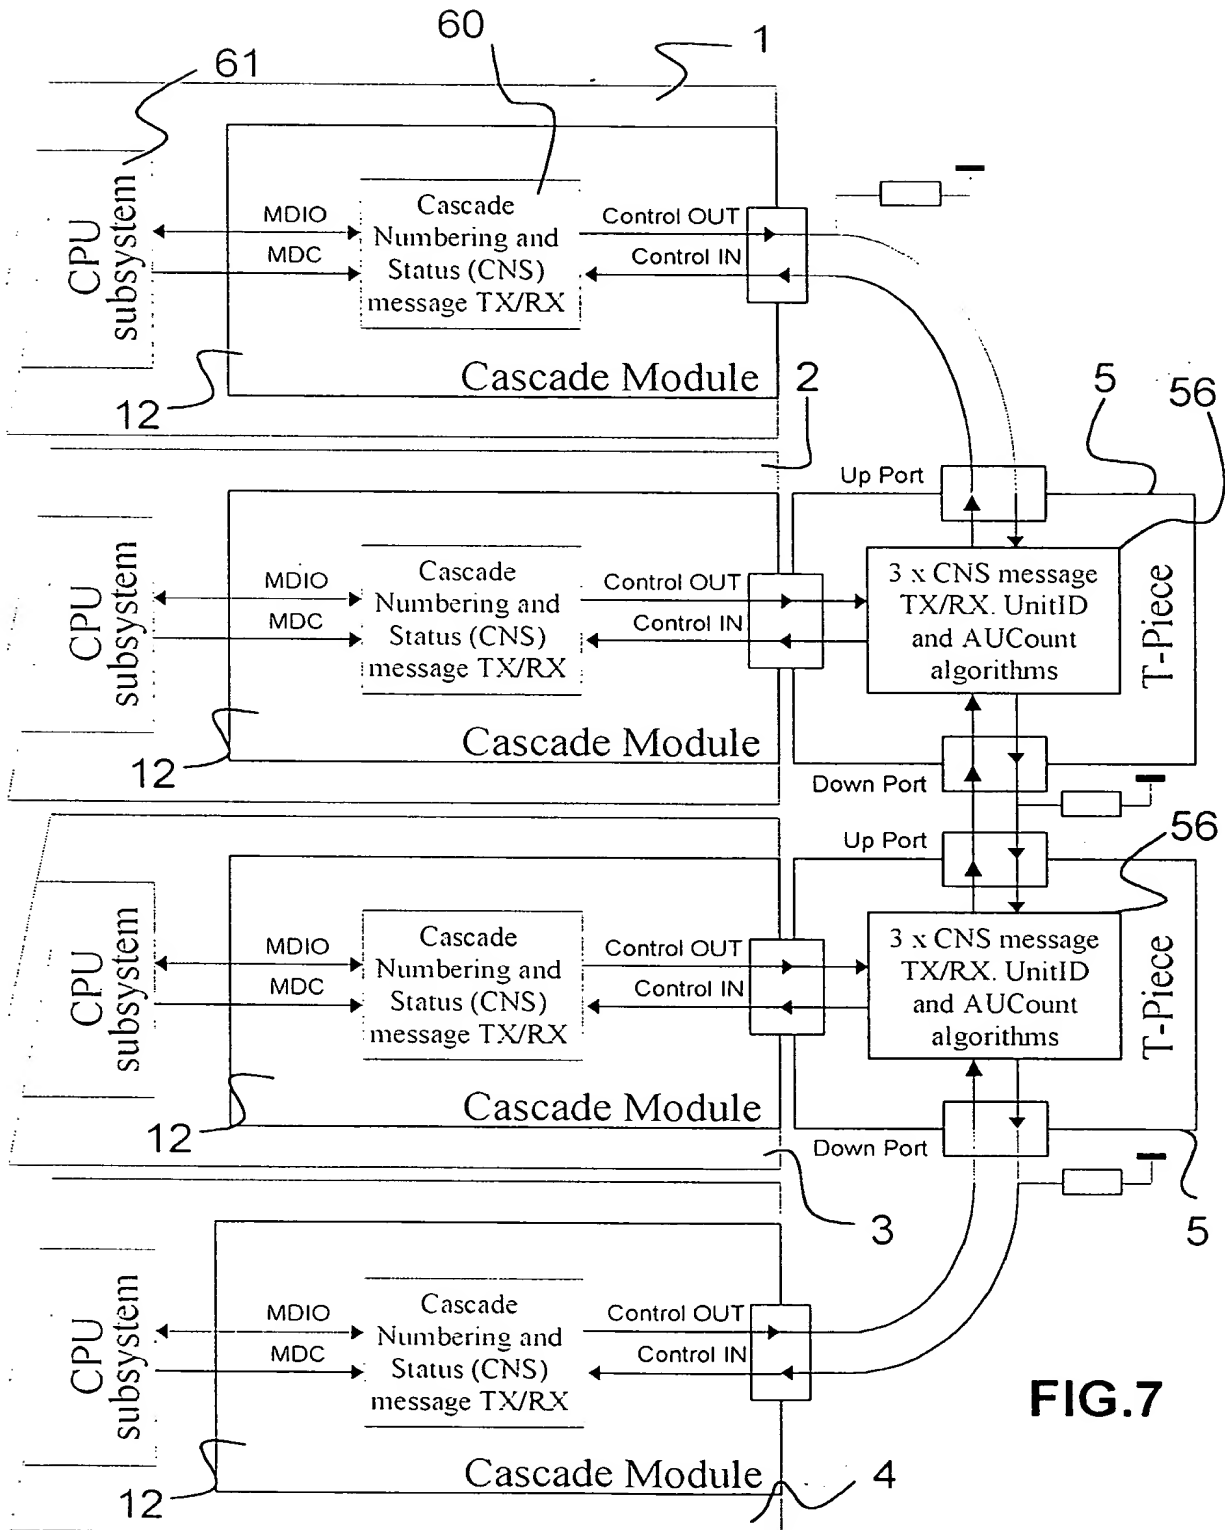 60
1
61
CPU
subsystem
MDIO
MDC
Cascade
Numbering and
Status (CNS)
message TX/RX
Control OUT
Control IN
12
Cascade Module
2
5
56
Up Port
CPU
subsystem
MDIO
MDC
Cascade
Numbering and
Status (CNS)
message TX/RX
Control OUT
Control IN
3 x CNS message
TX/RX. UnitID
and AUCount
algorithms
T-Piece
12
Cascade Module
Down Port
Up Port
56
CPU
subsystem
MDIO
MDC
Cascade
Numbering and
Status (CNS)
message TX/RX
Control OUT
Control IN
3 x CNS message
TX/RX. UnitID
and AUCount
algorithms
T-Piece
12
Cascade Module
Down Port
3
5
CPU
subsystem
MDIO
MDC
Cascade
Numbering and
Status (CNS)
message TX/RX
Control OUT
Control IN
FIG.7
12
Cascade Module
4